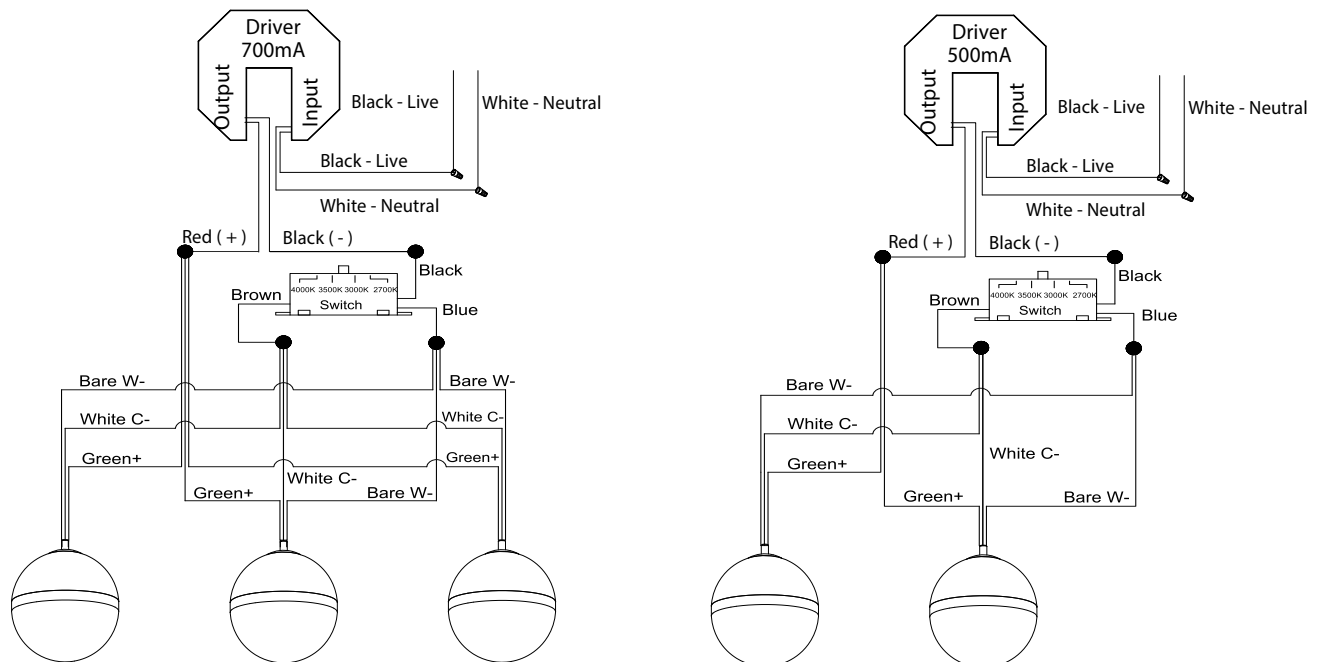 Driver
700mA
Output
Input
Black - Live
White - Neutral
Black - Live
White - Neutral
Red ( + )
Black ( - )
Black
4000K 3500K 3000K 2700K
Switch
Brown
Blue
Bare W-
Bare W-
White C-
White C-
Green+
Green+
White C-
Green+
Bare W-
Driver
500mA
Output
Input
Black - Live
White - Neutral
Black - Live
White - Neutral
Red ( + )
Black ( - )
Black
4000K 3500K 3000K 2700K
Switch
Brown
Blue
Bare W-
White C-
White C-
Green+
Green+
Bare W-